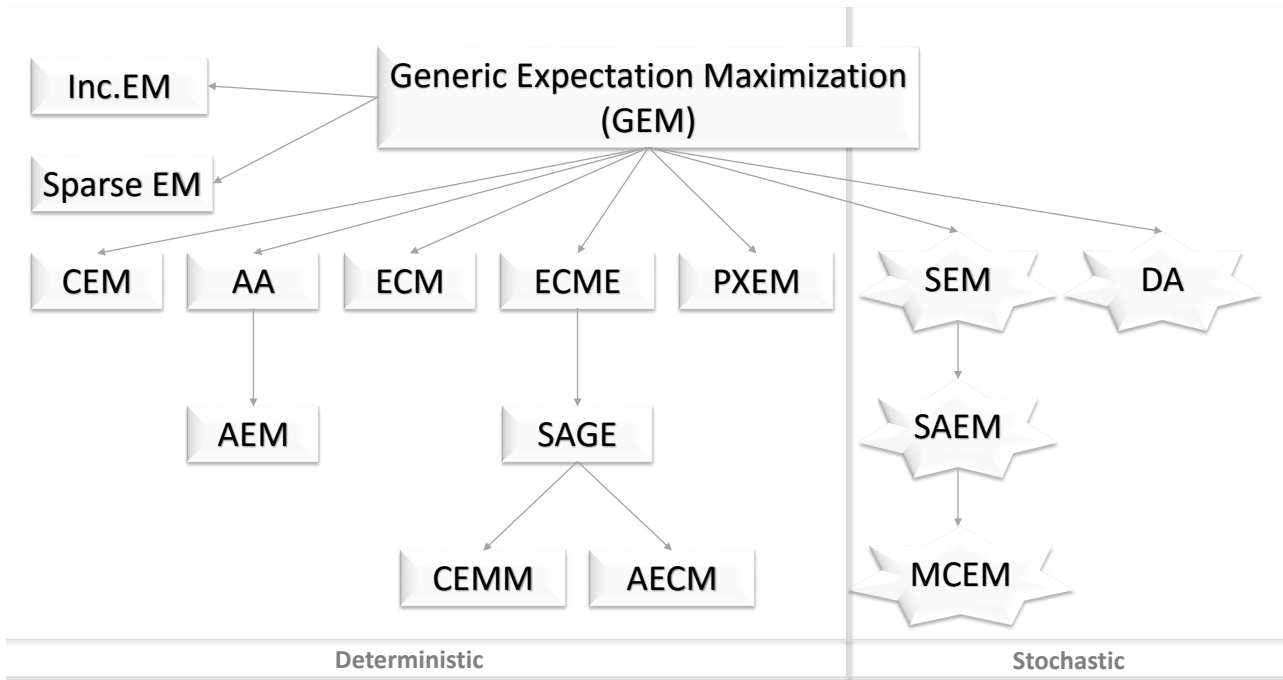 Generic Expectation Maximization
(GEM)
Inc.EM
Sparse EM
CEM
AA
ECM
ECME
PXEM
SEM
DA
AEM
SAGE
SAEM
CEMM
AECM
MCEM
Deterministic
Stochastic